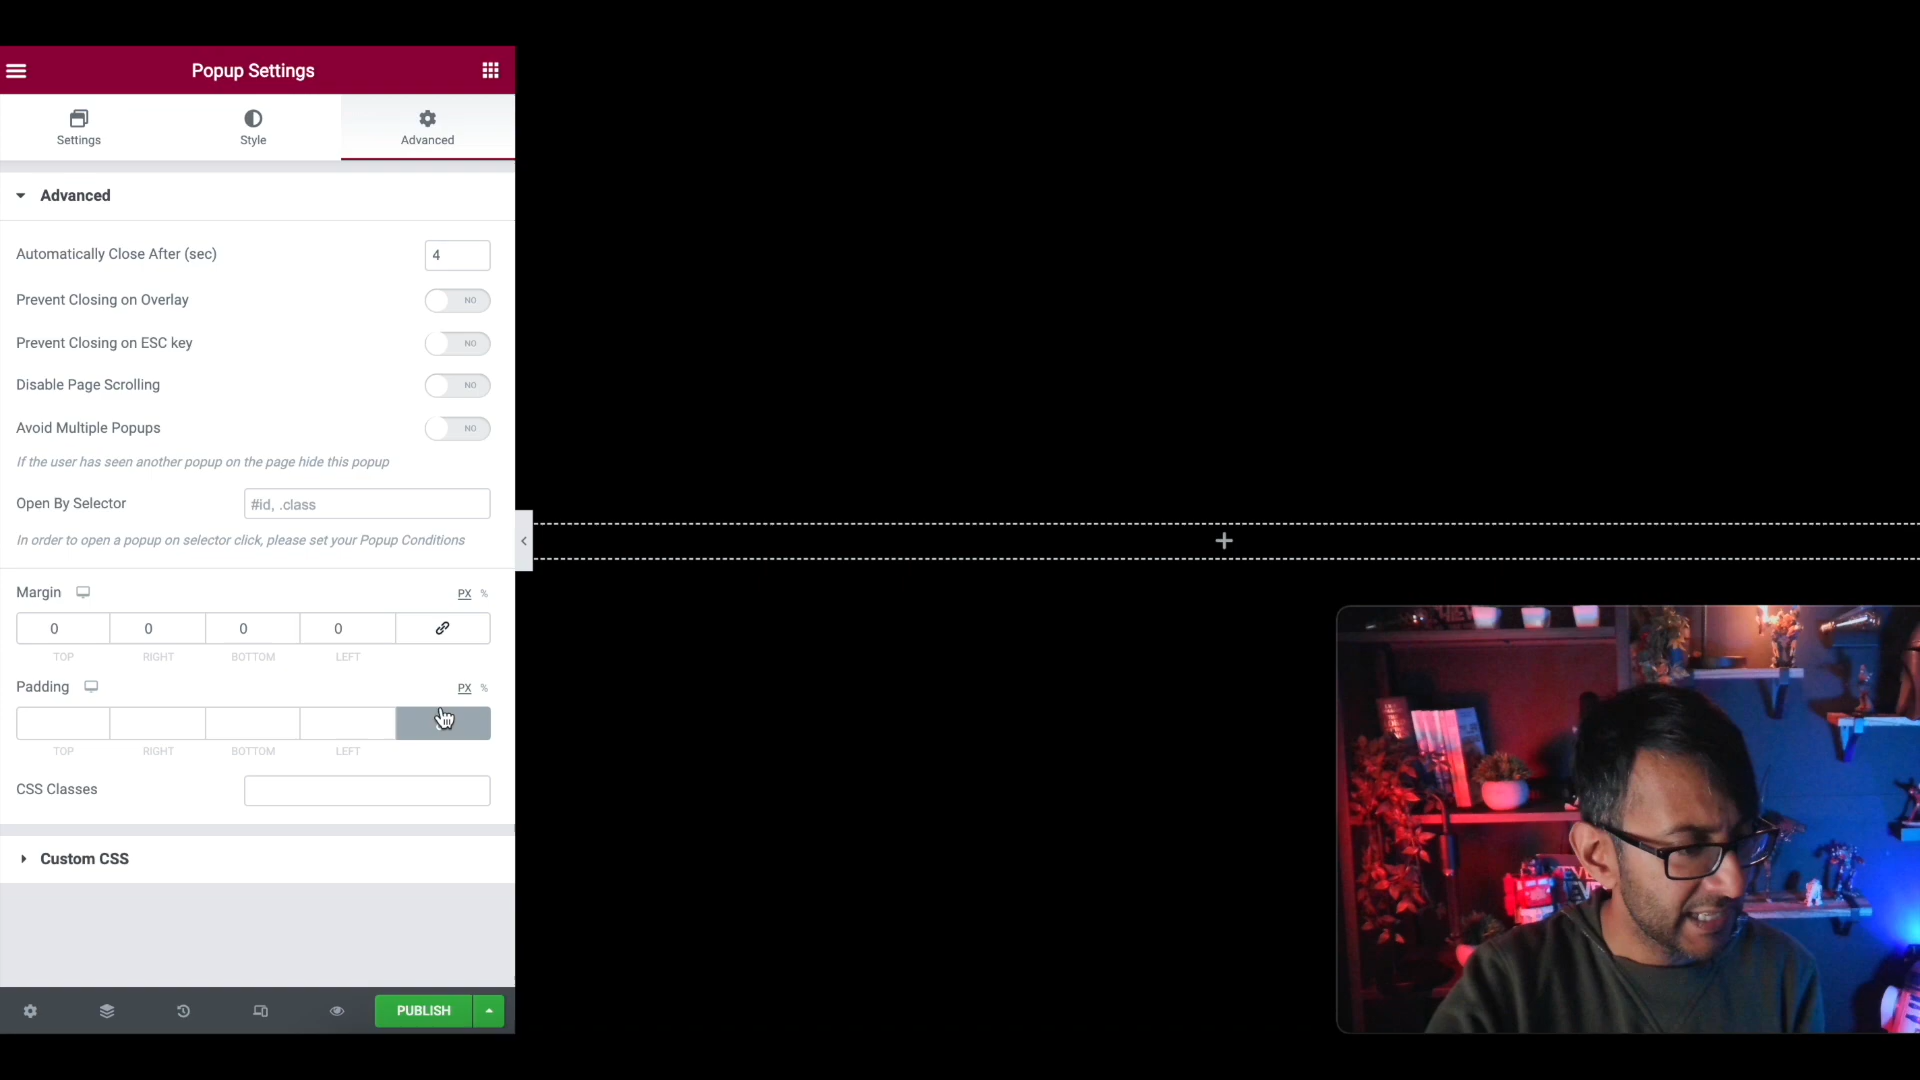 Popup Settings
Settings
Style
Advanced
Advanced
Automatically Close After (sec)
4
Prevent Closing on Overlay
NO
Prevent Closing on ESC key
NO
Disable Page Scrolling
NO
Avoid Multiple Popups
NO
If the user has seen another popup on the page hide this popup
Open By Selector
#id, .class
In order to open a popup on selector click, please set your Popup Conditions
Margin
PX %
0 0 0 0
TOP RIGHT BOTTOM LEFT
Padding
PX %
TOP RIGHT BOTTOM LEFT
CSS Classes
Custom CSS
PUBLISH